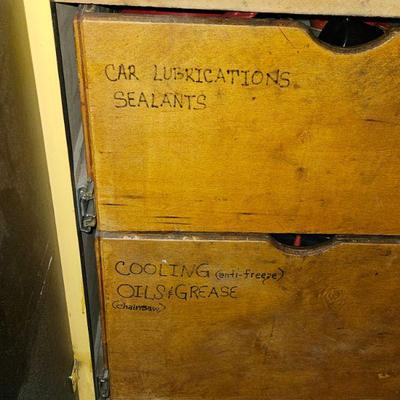 CAR LUBRICATIONS
SEALANTS
COOLING (anti-freeze)
OILS & GREASE
(chainsaw)